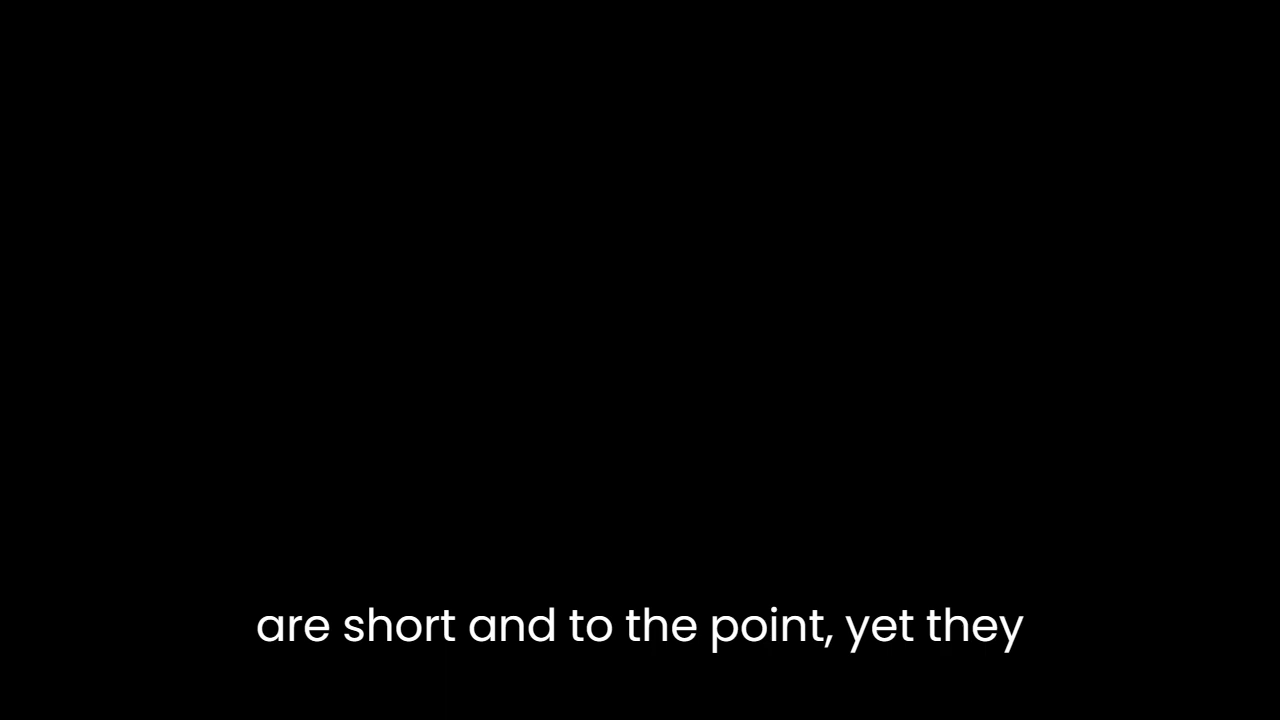 are short and to the point, yet they